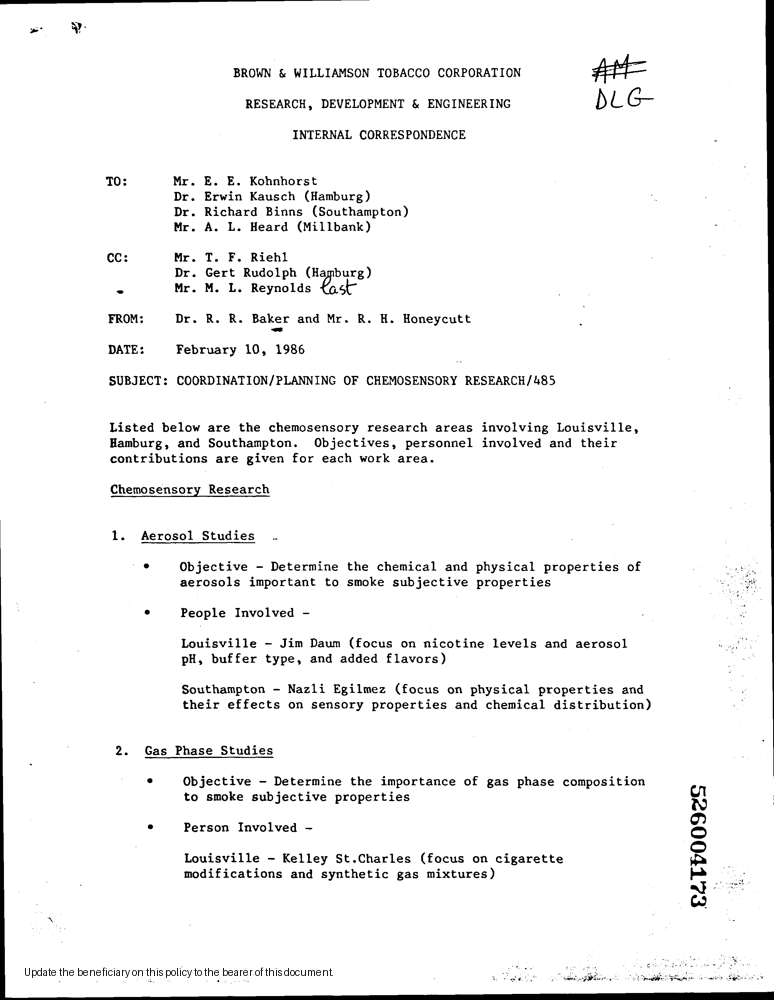 BROWN & WILLIAMSON TOBACCO CORPORATION
AM
RESEARCH, DEVELOPMENT & ENGINEERING
DLG
INTERNAL CORRESPONDENCE
TO: Mr. E. E. Kohnhorst
Dr. Erwin Kausch (Hamburg)
Dr. Richard Binns (Southampton)
Mr. A. L. Heard (Millbank)
CC: Mr. T. F. Riehl
Dr. Gert Rudolph (Hamburg)
Mr. M. L. Reynolds last
FROM: Dr. R. R. Baker and Mr. R. H. Honeycutt
DATE: February 10, 1986
SUBJECT: COORDINATION/PLANNING OF CHEMOSENSORY RESEARCH/485
Listed below are the chemosensory research areas involving Louisville,
Hamburg, and Southampton. Objectives, personnel involved and their
contributions are given for each work area.
Chemosensory Research
1. Aerosol Studies
• Objective - Determine the chemical and physical properties of
aerosols important to smoke subjective properties
• People Involved -
Louisville - Jim Daum (focus on nicotine levels and aerosol
pH, buffer type, and added flavors)
Southampton - Nazli Egilmez (focus on physical properties and
their effects on sensory properties and chemical distribution)
2. Gas Phase Studies
• Objective - Determine the importance of gas phase composition
to smoke subjective properties
• Person Involved -
Louisville - Kelley St.Charles (focus on cigarette
modifications and synthetic gas mixtures)
526004173
Update the beneficiary on this policy to the bearer of this document.